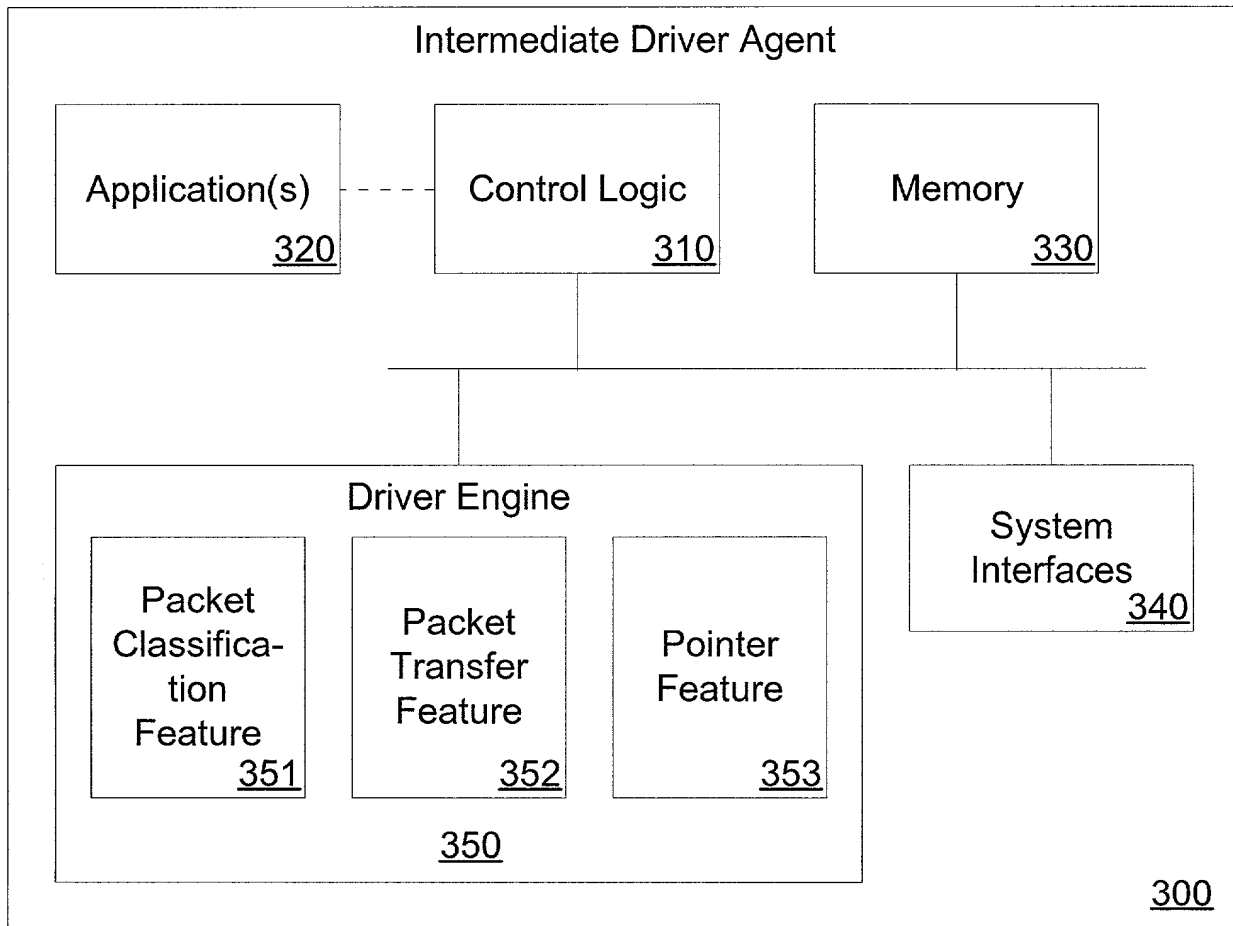 Intermediate Driver Agent
Application(s)
320
Control Logic
310
Memory
330
Driver Engine
Packet
Classifica-
tion
Feature
351
Packet
Transfer
Feature
352
Pointer
Feature
353
350
System
Interfaces
340
300